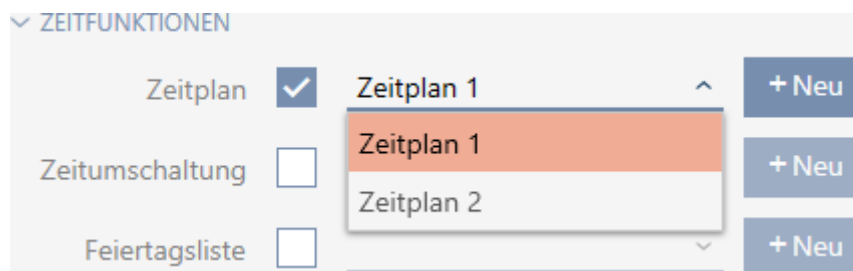 ZEITFUNKTIONEN
Zeitplan Zeitplan 1 + Neu
Zeitplan 1
Zeitumschaltung + Neu
Zeitplan 2
Feiertagsliste + Neu